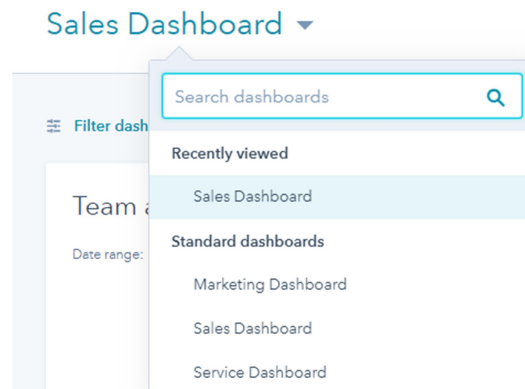 Sales Dashboard
Search dashboards
Filter dash
Recently viewed
Sales Dashboard
Team
Standard dashboards
Date range:
Marketing Dashboard
Sales Dashboard
Service Dashboard